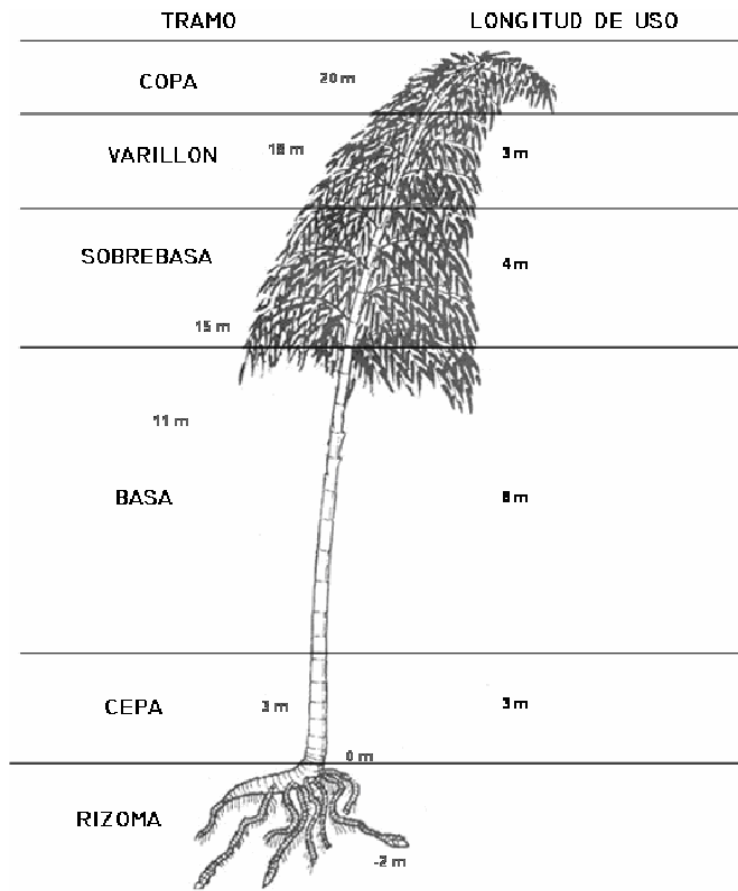 TRAMO LONGITUD DE USO
COPA 20 m
VARILLON 18 m 3 m
SOBREBASA 4 m
15 m
11 m
BASA 8 m
CEPA 3 m 3 m
0 m
RIZOMA
-2 m